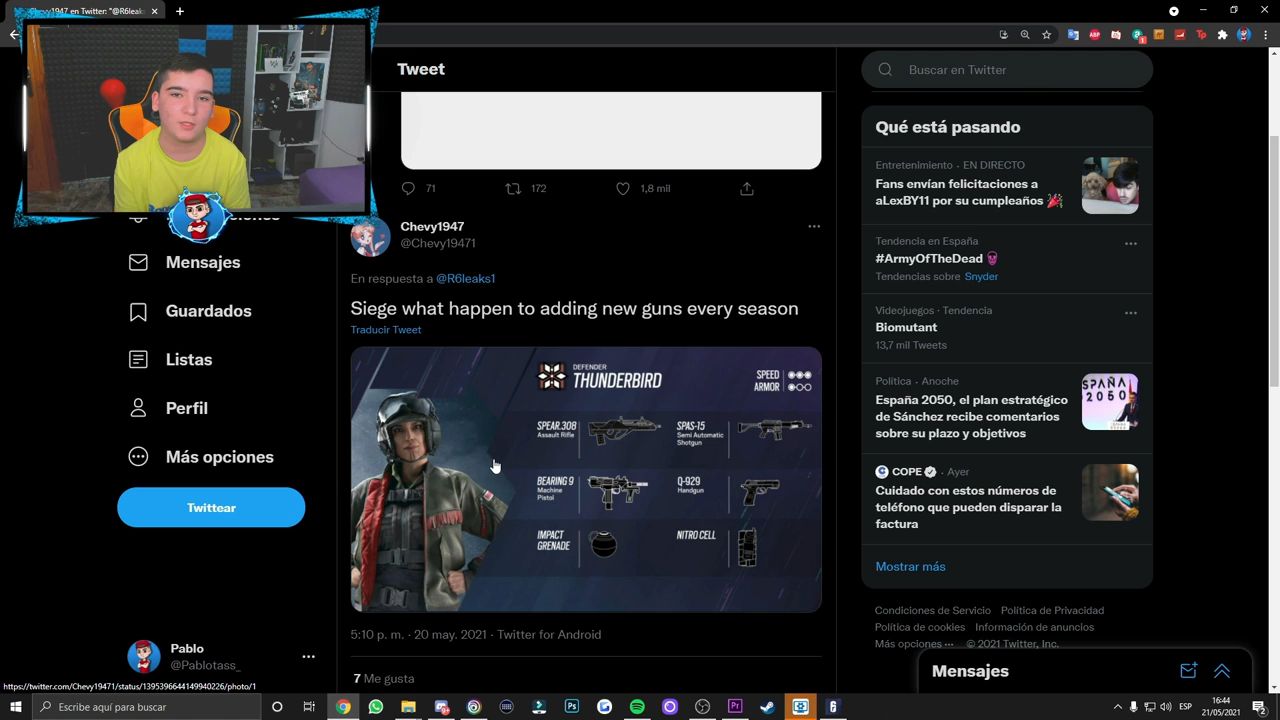 Chevy1947 en Twitter: "@R6leaks
Tweet
Buscar en Twitter
71
172
1,8 mil
Mensajes
Guardados
Listas
Perfil
Más opciones
Twittear
Pablo
@Pablotass_
Chevy1947
@Chevy19471
En respuesta a @R6leaks1
Siege what happen to adding new guns every season
Traducir Tweet
DEFENDER
THUNDERBIRD
SPEED
ARMOR
SPEAR.308
Assault Rifle
SPAS-15
Semi Automatic
Shotgun
BEARING 9
Machine
Pistol
Q-929
Handgun
IMPACT
GRENADE
NITRO CELL
5:10 p. m. · 20 may. 2021 · Twitter for Android
7 Me gusta
Qué está pasando
Entretenimiento · EN DIRECTO
Fans envían felicitaciones a
aLexBY11 por su cumpleaños
Tendencia en España
#ArmyOfTheDead
Tendencias sobre Snyder
Videojuegos · Tendencia
Biomutant
13,7 mil Tweets
Política · Anoche
España 2050, el plan estratégico
de Sánchez recibe comentarios
sobre su plazo y objetivos
ESPAÑA
2050
COPE · Ayer
Cuidado con estos números de
teléfono que pueden disparar la
factura
Mostrar más
Condiciones de Servicio Política de Privacidad
Política de cookies Información de anuncios
Más opciones ··· © 2021 Twitter, Inc.
Mensajes
https://twitter.com/Chevy19471/status/1395396644149940226/photo/1
Escribe aquí para buscar
ESP
16:44
21/05/2021